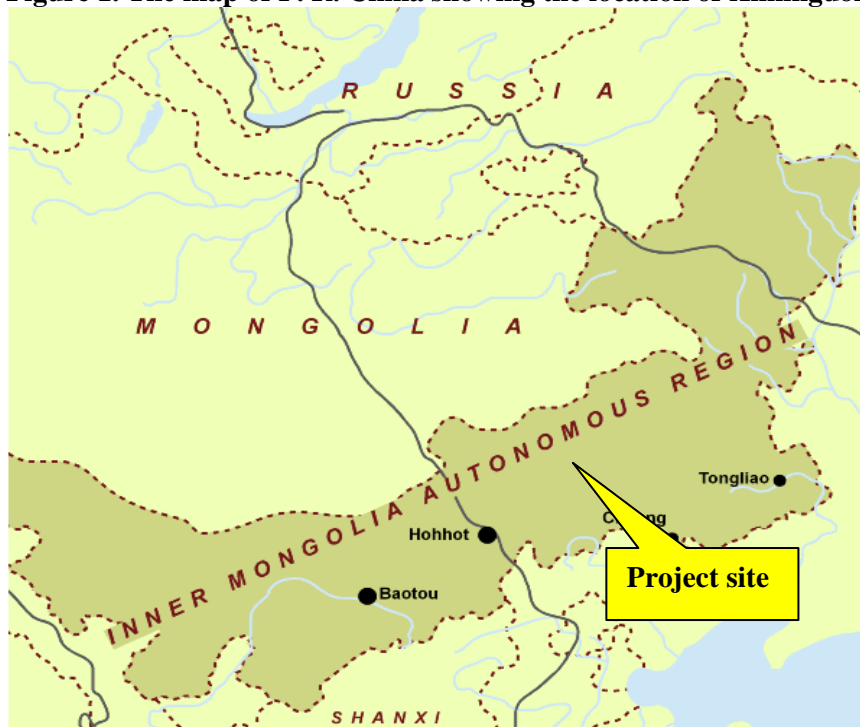 RUSSIA
MONGOLIA
INNER MONGOLIA AUTONOMOUS REGION
Tongliao
Hohhot
Project site
Baotou
SHANXI